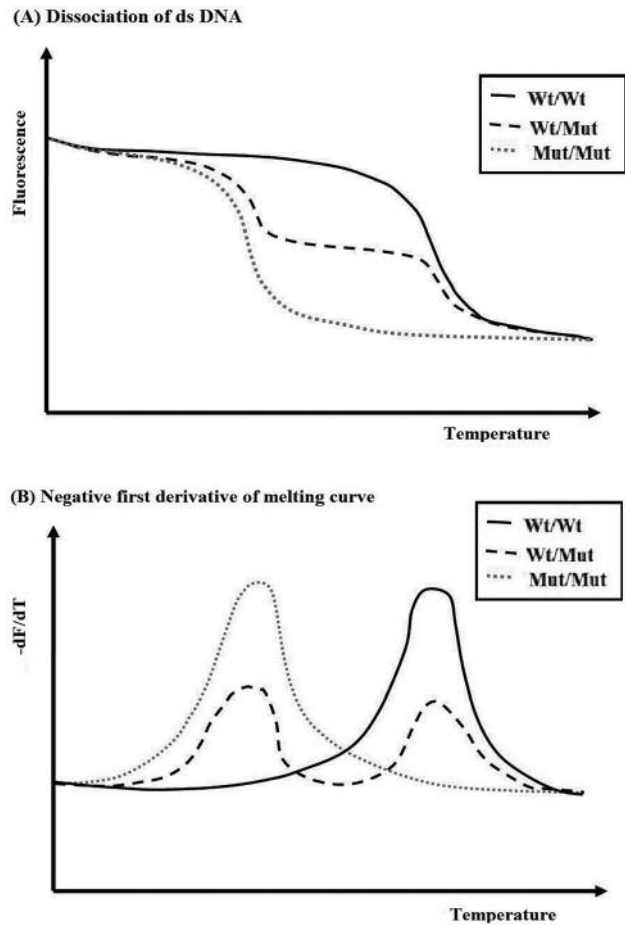 (A) Dissociation of ds DNA
Fluorescence
Wt/Wt
Wt/Mut
Mut/Mut
Temperature
(B) Negative first derivative of melting curve
-dF/dT
Wt/Wt
Wt/Mut
Mut/Mut
Temperature